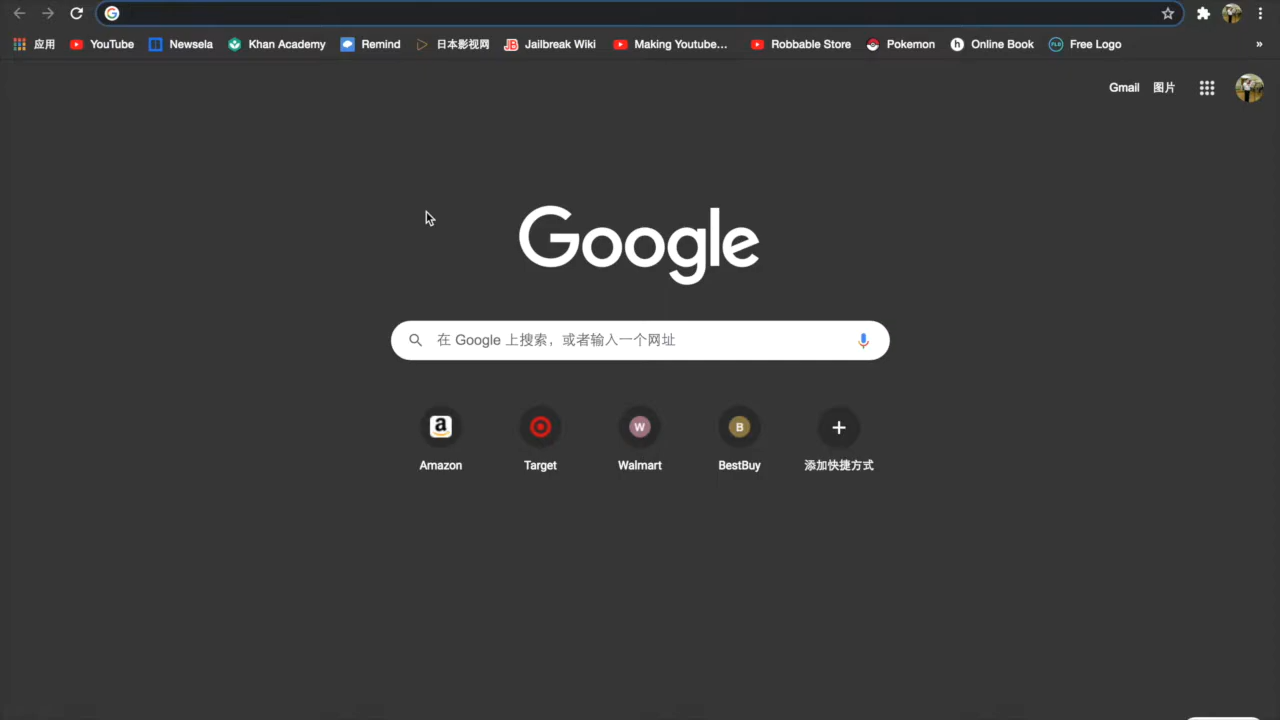 应用 YouTube Newsela Khan Academy Remind 日本影视网 Jailbreak Wiki Making Youtube... Robbable Store Pokemon Online Book Free Logo »
Gmail 图片
Google
在 Google 上搜索，或者输入一个网址
Amazon Target Walmart BestBuy 添加快捷方式